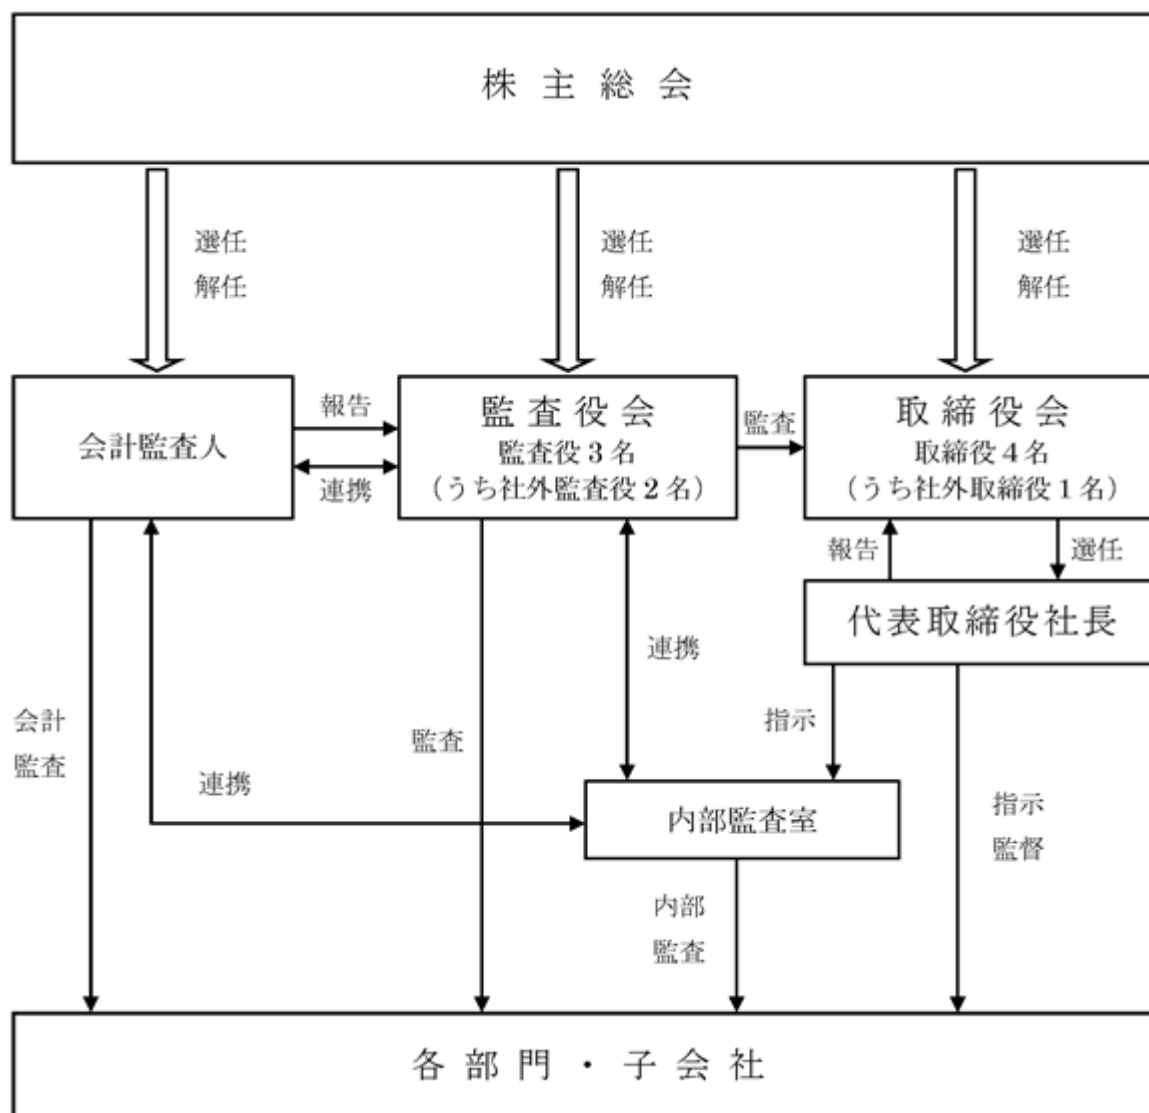 株主総会
選任
解任
選任
解任
選任
解任
会計監査人
報告
連携
監査役会
監査役3名
（うち社外監査役2名）
監査
取締役会
取締役4名
（うち社外取締役1名）
報告
選任
代表取締役社長
連携
指示
会計
監査
監査
連携
内部監査室
指示
監督
内部
監査
各部門・子会社